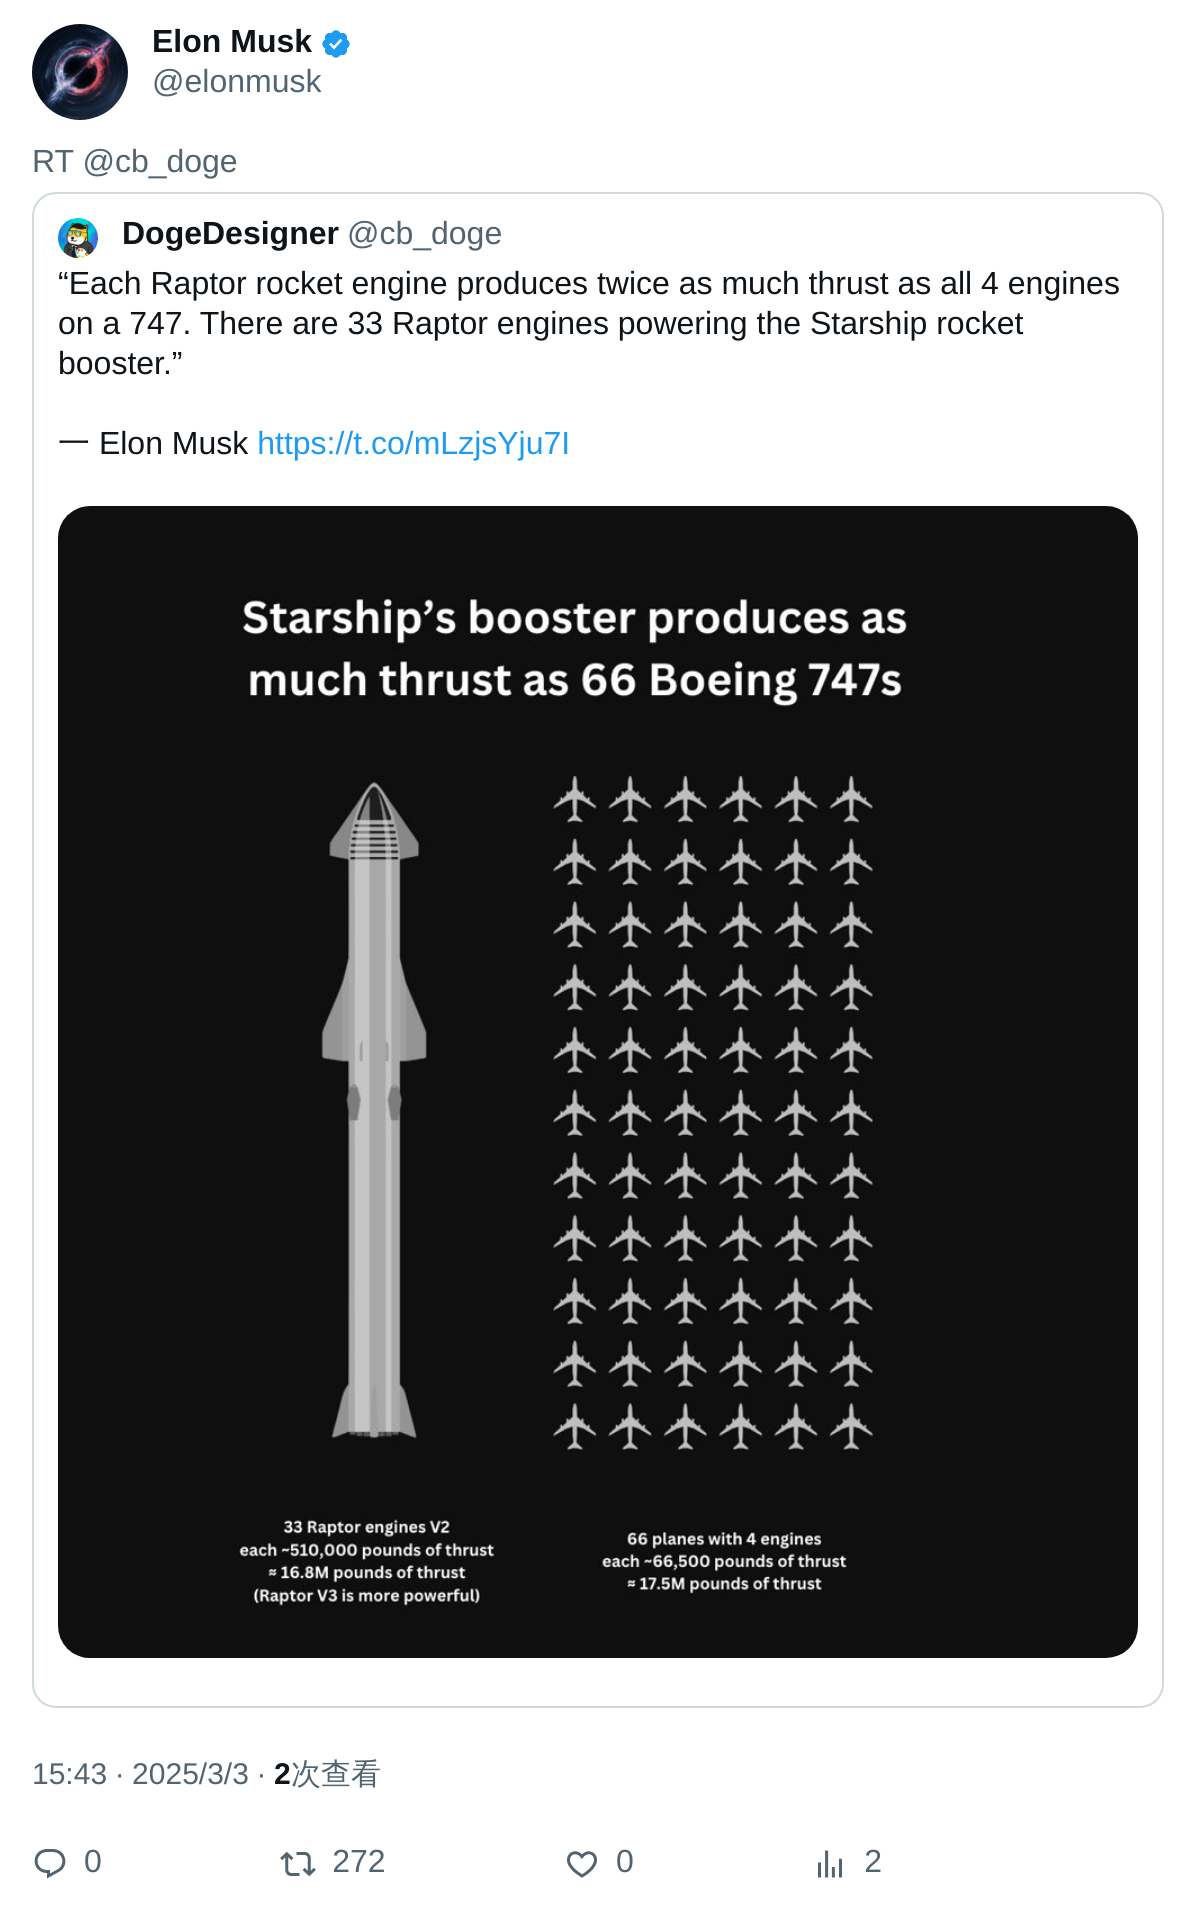 Elon Musk
@elonmusk
RT @cb_doge
DogeDesigner @cb_doge
“Each Raptor rocket engine produces twice as much thrust as all 4 engines
on a 747. There are 33 Raptor engines powering the Starship rocket
booster.”
— Elon Musk https://t.co/mLzjsYju7I
Starship’s booster produces as
much thrust as 66 Boeing 747s
33 Raptor engines V2
each ~510,000 pounds of thrust
≈ 16.8M pounds of thrust
(Raptor V3 is more powerful)
66 planes with 4 engines
each ~66,500 pounds of thrust
≈ 17.5M pounds of thrust
15:43 · 2025/3/3 · 2次查看
0 272 0 2